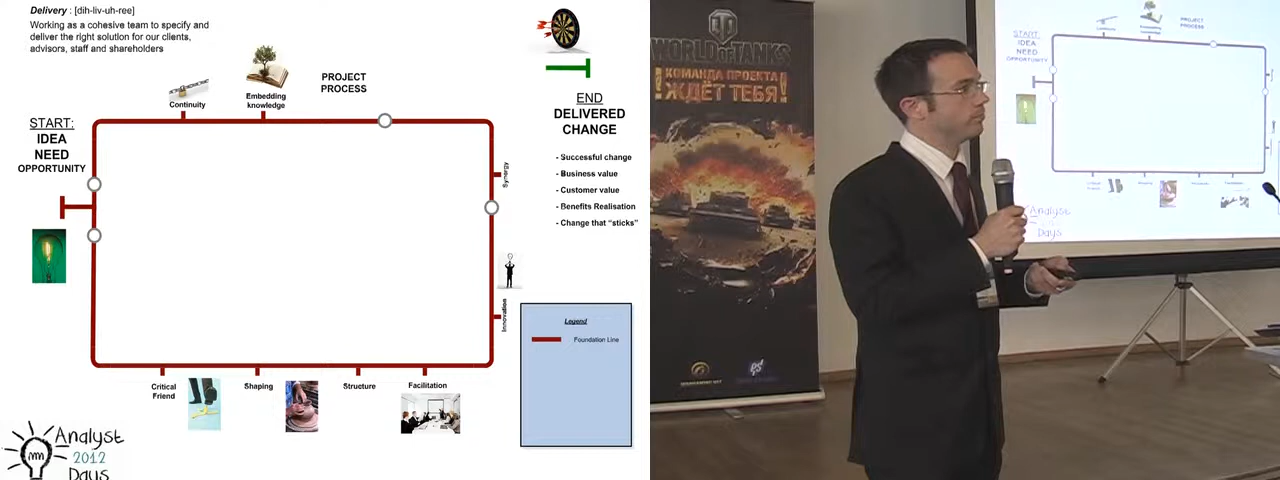 Delivery : [dih-liv-uh-ree]
Working as a cohesive team to specify and
deliver the right solution for our clients,
advisors, staff and shareholders
Continuity
Embedding
knowledge
PROJECT
PROCESS
START:
IDEA
NEED
OPPORTUNITY
END
DELIVERED
CHANGE
- Successful change
- Business value
- Customer value
- Benefits Realisation
- Change that “sticks”
Synergy
Innovation
Legend
Foundation Line
Critical
Friend
Shaping
Structure
Facilitation
Analyst
2012
Days
WORLD OF TANKS
КОМАНДА ПРОЕКТА
ЖДЁТ ТЕБЯ!
WARGAMING.NET
START:
IDEA
NEED
OPPORTUNITY
PROJECT
PROCESS
Analyst
Days